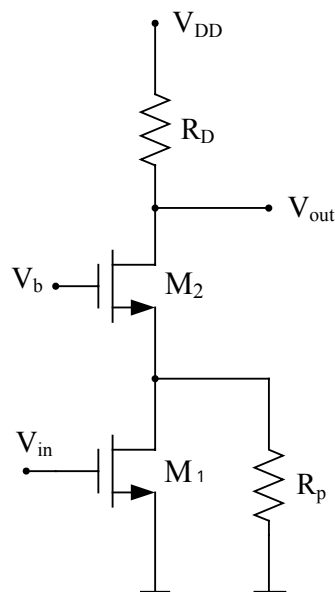 V_DD
R_D
V_out
V_b
M_2
V_in
M_1
R_p